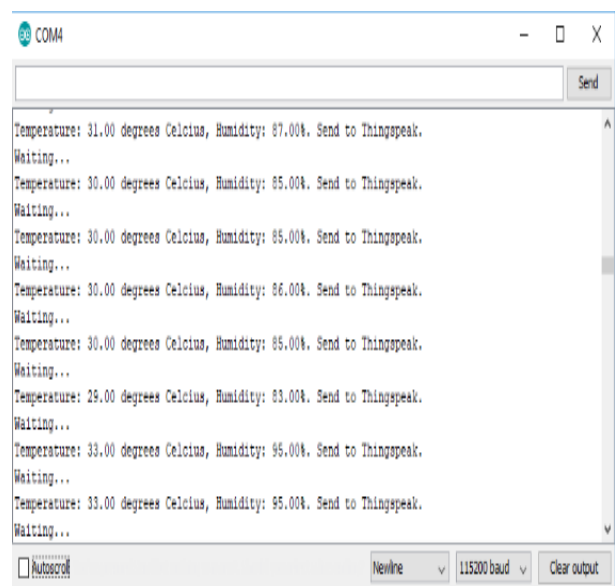 COM4
Send
Temperature: 31.00 degrees Celcius, Humidity: 87.00%. Send to Thingspeak.
Waiting...
Temperature: 30.00 degrees Celcius, Humidity: 85.00%. Send to Thingspeak.
Waiting...
Temperature: 30.00 degrees Celcius, Humidity: 85.00%. Send to Thingspeak.
Waiting...
Temperature: 30.00 degrees Celcius, Humidity: 86.00%. Send to Thingspeak.
Waiting...
Temperature: 30.00 degrees Celcius, Humidity: 85.00%. Send to Thingspeak.
Waiting...
Temperature: 29.00 degrees Celcius, Humidity: 83.00%. Send to Thingspeak.
Waiting...
Temperature: 33.00 degrees Celcius, Humidity: 95.00%. Send to Thingspeak.
Waiting...
Temperature: 33.00 degrees Celcius, Humidity: 95.00%. Send to Thingspeak.
Waiting...
Autoscroll Newline 115200 baud Clear output